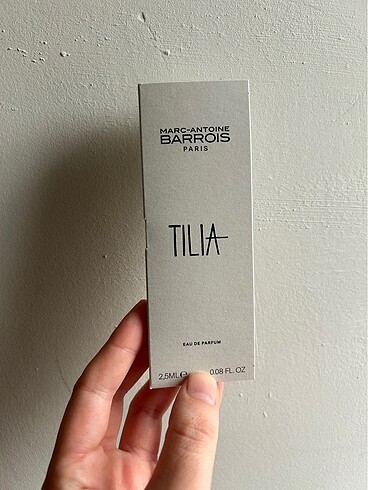 MARC-ANTOINE
BARROIS
PARIS
TILIA
EAU DE PARFUM
2,5ML℮ 0.08 FL. OZ